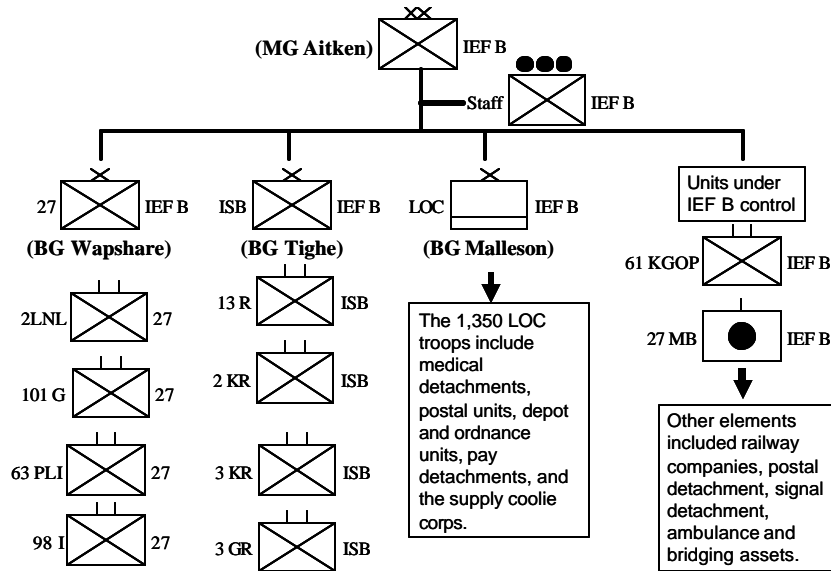 (MG Aitken) IEF B
Staff IEF B
27 IEF B
(BG Wapshare)
2LNL 27
101 G 27
63 PLI 27
98 I 27
ISB IEF B
(BG Tighe)
13 R ISB
2 KR ISB
3 KR ISB
3 GR ISB
LOC IEF B
(BG Malleson)
The 1,350 LOC
troops include
medical
detachments,
postal units, depot
and ordnance
units, pay
detachments, and
the supply coolie
corps.
Units under
IEF B control
61 KGOP IEF B
27 MB IEF B
Other elements
included railway
companies, postal
detachment, signal
detachment,
ambulance and
bridging assets.